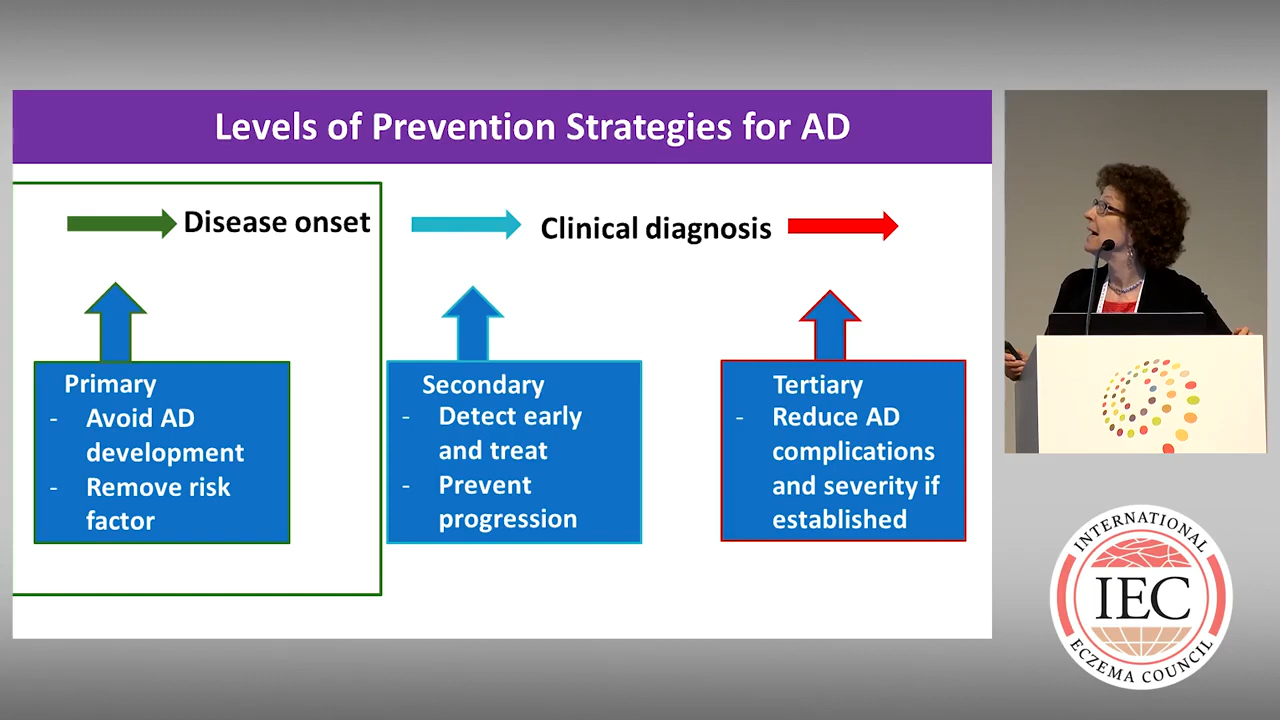 Levels of Prevention Strategies for AD
Disease onset
Clinical diagnosis
Primary
- Avoid AD
development
- Remove risk
factor
Secondary
- Detect early
and treat
- Prevent
progression
Tertiary
- Reduce AD
complications
and severity if
established
INTERNATIONAL
IEC
ECZEMA COUNCIL